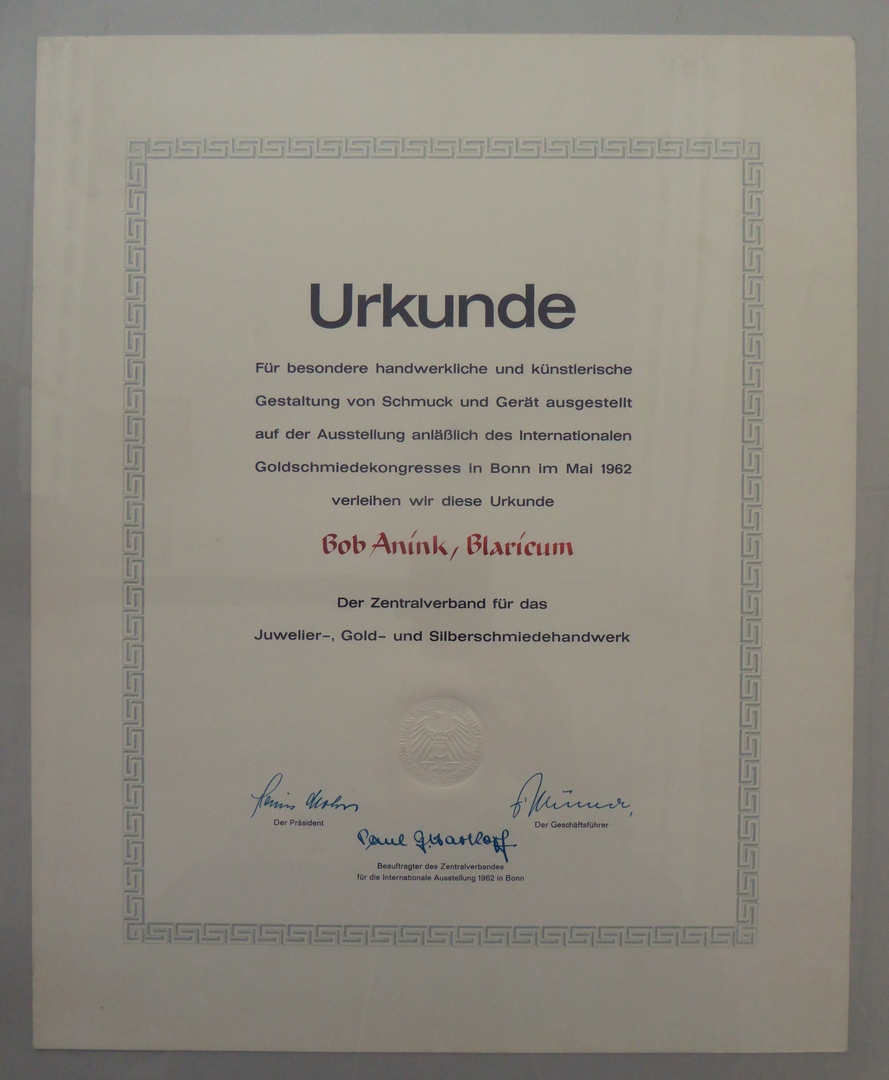 Urkunde
Für besondere handwerkliche und künstlerische
Gestaltung von Schmuck und Gerät ausgestellt
auf der Ausstellung anläßlich des Internationalen
Goldschmiedekongresses in Bonn im Mai 1962
verleihen wir diese Urkunde
Bob Anink, Blaricum
Der Zentralverband für das
Juwelier-, Gold- und Silberschmiedehandwerk
Der Präsident
Der Geschäftsführer
Paul
Beauftragter des Zentralverbandes
für die Internationale Ausstellung 1962 in Bonn